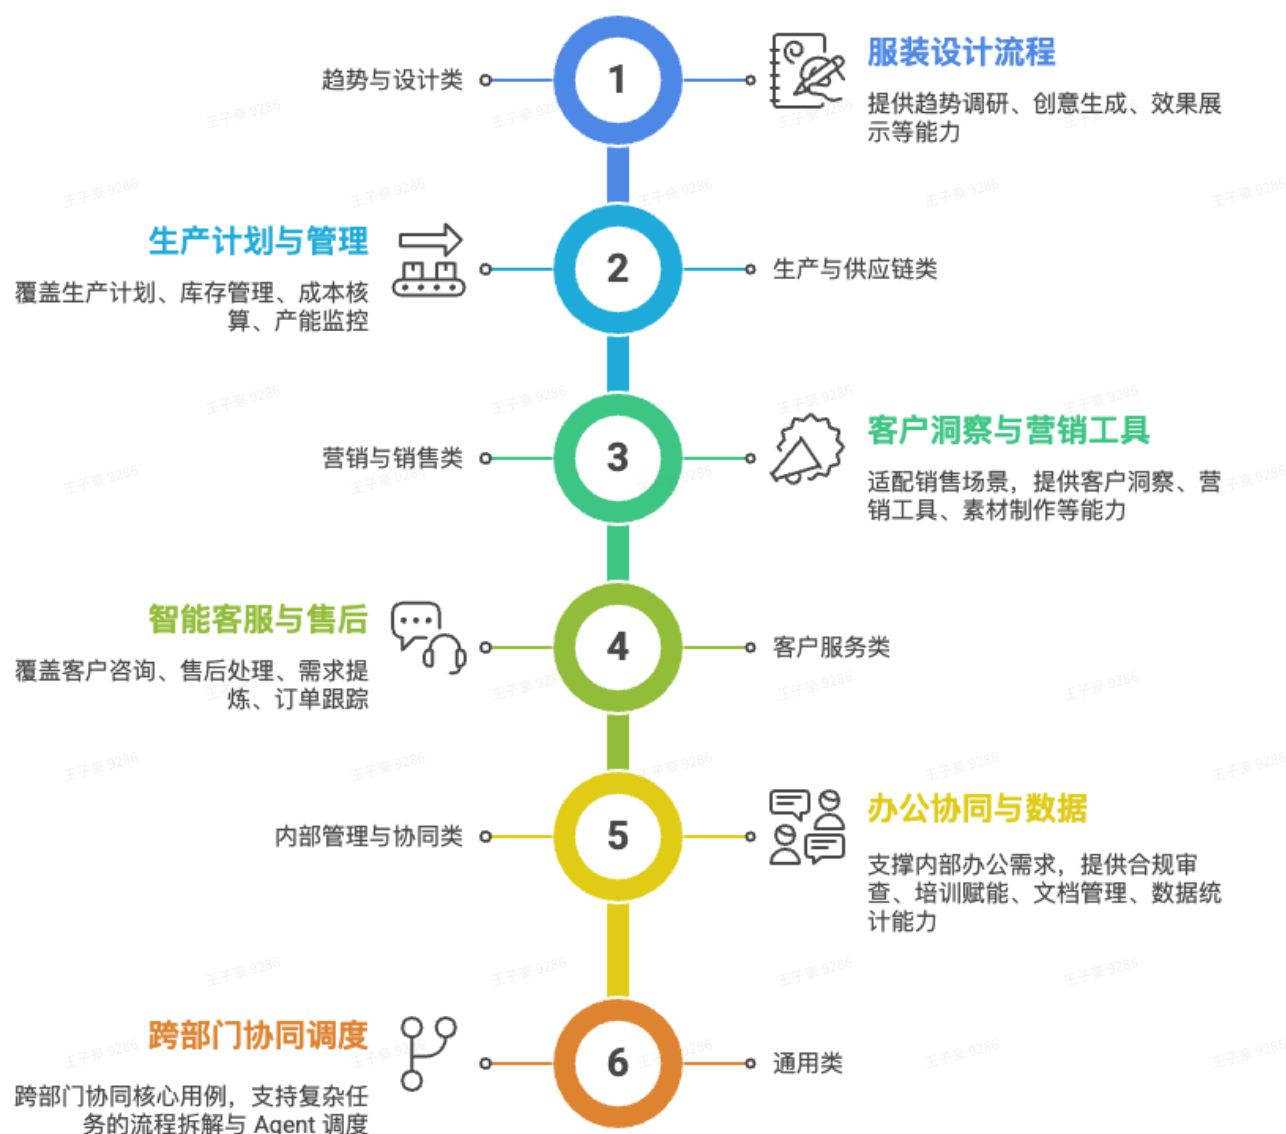 趋势与设计类
1
服装设计流程
提供趋势调研、创意生成、效果展
示等能力
生产计划与管理
覆盖生产计划、库存管理、成本核
算、产能监控
2
生产与供应链类
营销与销售类
3
客户洞察与营销工具
适配销售场景，提供客户洞察、营
销工具、素材制作等能力
智能客服与售后
覆盖客户咨询、售后处理、需求提
炼、订单跟踪
4
客户服务类
内部管理与协同类
5
办公协同与数据
支撑内部办公需求，提供合规审
查、培训赋能、文档管理、数据统
计能力
跨部门协同调度
跨部门协同核心用例，支持复杂任
务的流程拆解与 Agent 调度
6
通用类
王子豪 9286